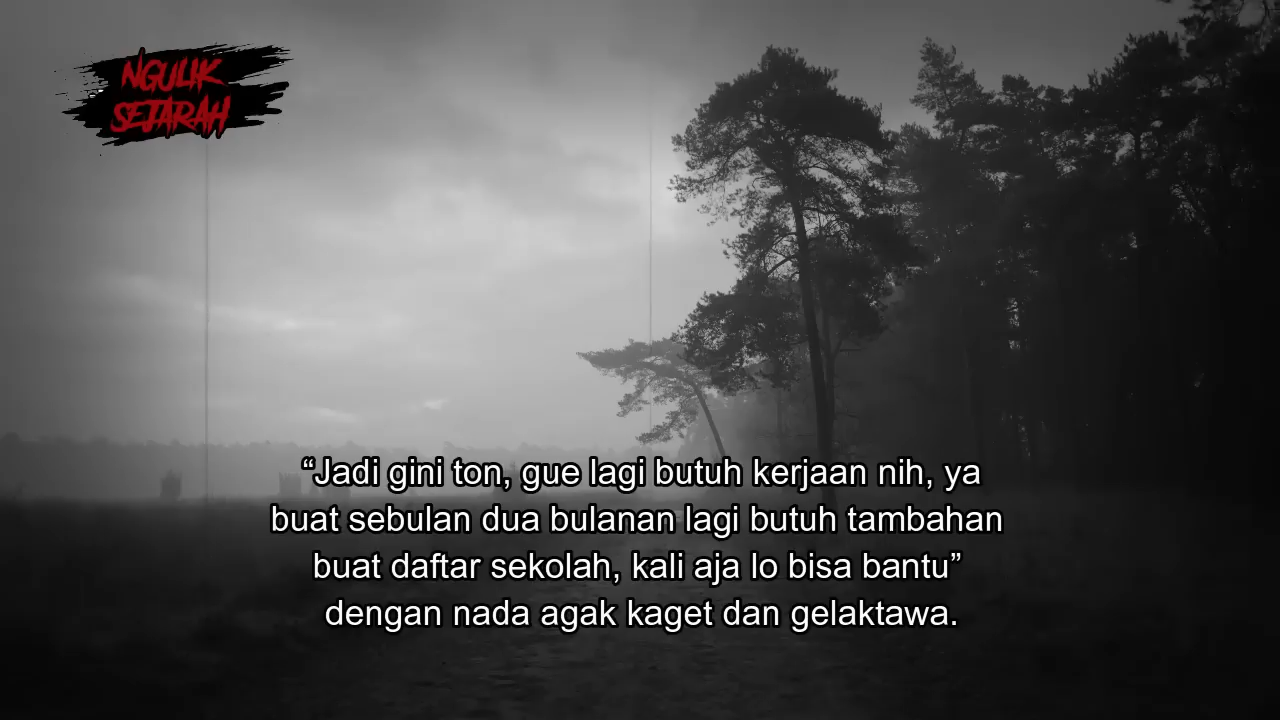 NGULIK
SEJARAH
“Jadi gini ton, gue lagi butuh kerjaan nih, ya
buat sebulan dua bulanan lagi butuh tambahan
buat daftar sekolah, kali aja lo bisa bantu”
dengan nada agak kaget dan gelaktawa.